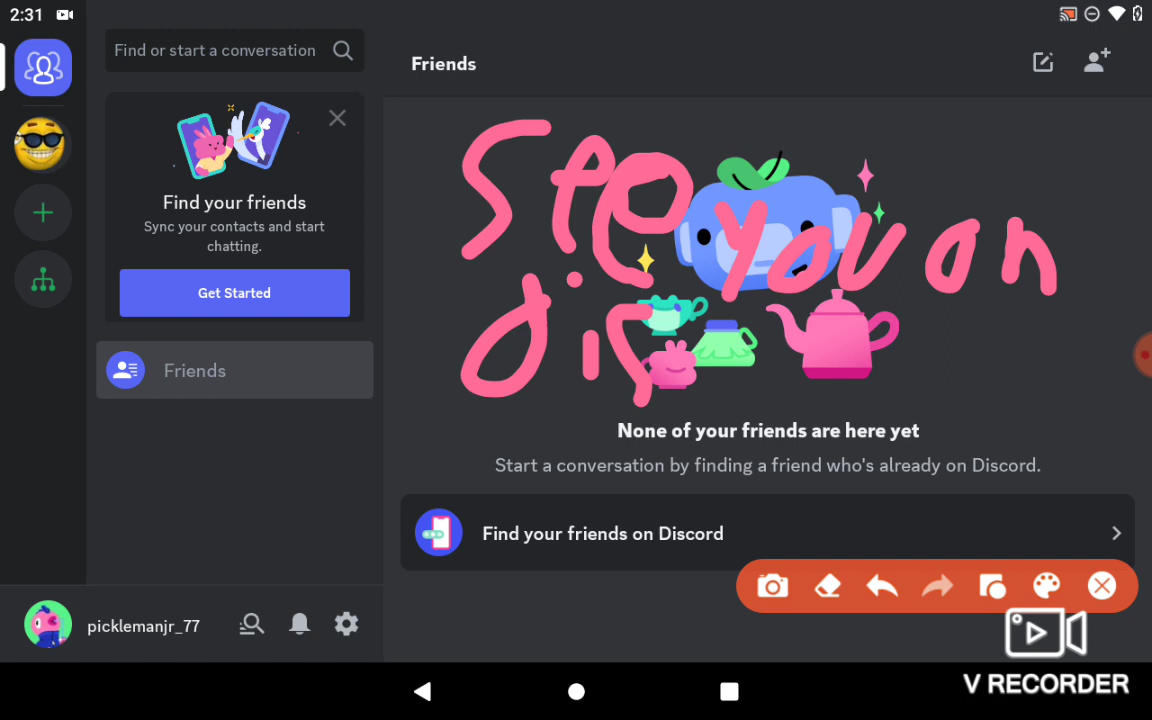 2:31
Find or start a conversation
Friends
Find your friends
Sync your contacts and start
chatting.
Get Started
Friends
you on
None of your friends are here yet
Start a conversation by finding a friend who's already on Discord.
Find your friends on Discord
picklemanjr_77
V RECORDER